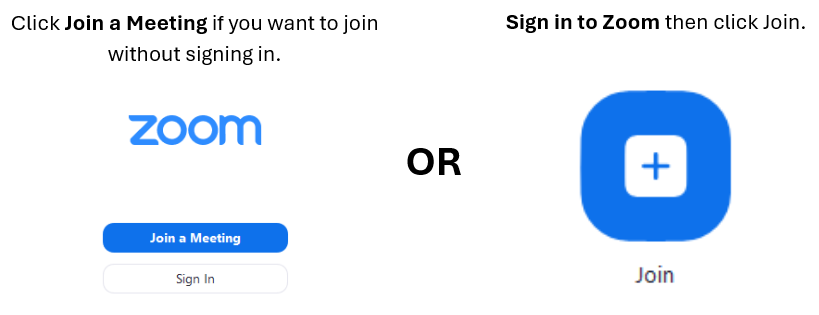 Click Join a Meeting if you want to join
without signing in.
zoom
Join a Meeting
Sign In
OR
Sign in to Zoom then click Join.
Join